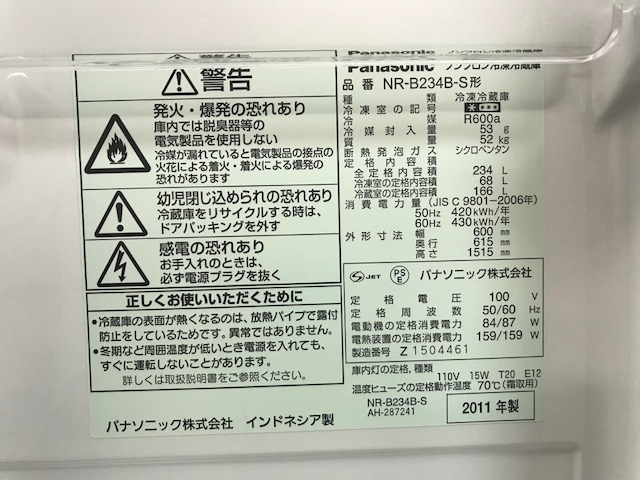 警告
発火・爆発の恐れあり
庫内では脱臭器等の
電気製品を使用しない
冷媒が漏れていると電気製品の接点の
火花による着火・着火による爆発の
恐れがあります
幼児閉じ込められの恐れあり
冷蔵庫をリサイクルする時は、
ドアパッキングを外す
感電の恐れあり
お手入れのときは、
必ず電源プラグを抜く
正しくお使いいただくために
•冷蔵庫の表面が熱くなるのは、放熱パイプで露付
防止をしているためです。異常ではありません。
•冬期など周囲温度が低いとき電源を入れても、
すぐに運転しないことがあります。
詳しくは取扱説明書をご参照ください。
パナソニック株式会社 インドネシア製
Panasonic ノンフロン冷凍冷蔵庫
品番 NR-B234B-S形
種類 冷凍冷蔵庫
冷凍室の記号
冷媒 R600a
冷媒封入量 53 g
質量 52 kg
断熱発泡ガス シクロペンタン
定格内容積
全定格内容積 234 L
冷凍室の定格内容積 68 L
冷蔵室の定格内容積 166 L
消費電力量(JIS C 9801-2006年)
50Hz 420 kWh/年
60Hz 430 kWh/年
外形寸法 幅 600 mm
奥行 615 mm
高さ 1515 mm
S JET PS E パナソニック株式会社
定格電圧 100 V
定格周波数 50/60 Hz
電動機の定格消費電力 84/87 W
電熱装置の定格消費電力 159/159 W
製造番号 Z 1504461
庫内灯の定格、種類 110V 15W T20 E12
温度ヒューズの定格動作温度 70℃(霜取用)
NR-B234B-S
AH-287241
2011 年製